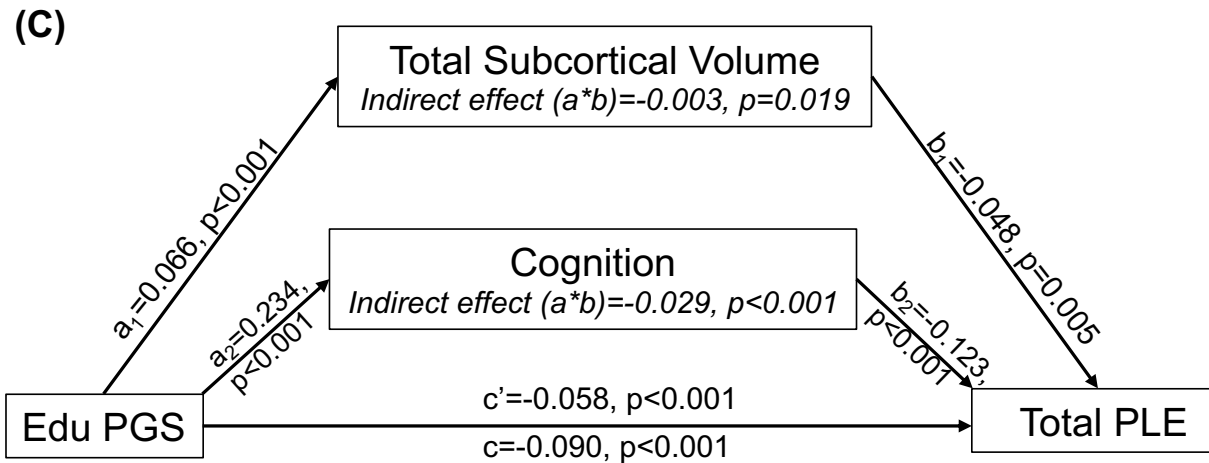 (C)
Total Subcortical Volume
Indirect effect (a*b)=-0.003, p=0.019
a₁=0.066, p<0.001
b₁=-0.048, p=0.005
Cognition
Indirect effect (a*b)=-0.029, p<0.001
a₂=0.234,
p<0.001
b₂=-0.123,
p<0.001
Edu PGS
c’=-0.058, p<0.001
c=-0.090, p<0.001
Total PLE